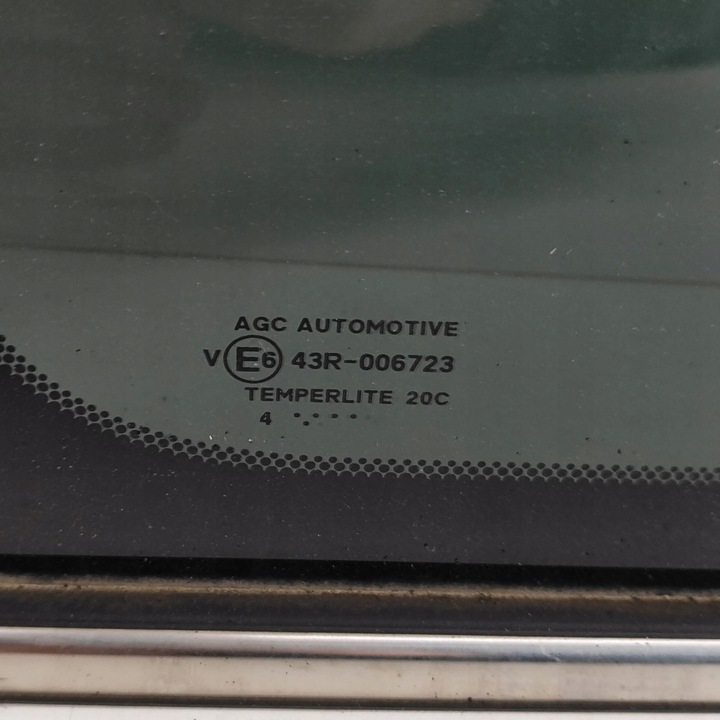 AGC AUTOMOTIVE
V E6 43R-006723
TEMPERLITE 20C
4